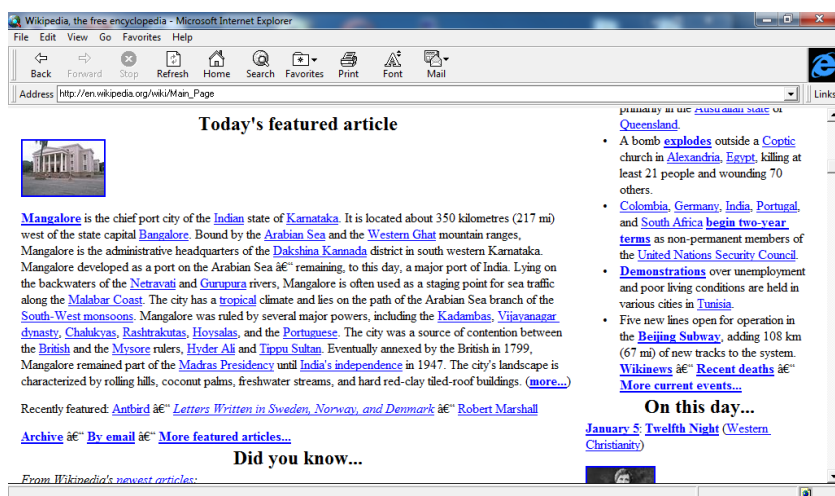 Wikipedia, the free encyclopedia - Microsoft Internet Explorer
File Edit View Go Favorites Help
Back Forward Stop Refresh Home Search Favorites Print Font Mail
Address http://en.wikipedia.org/wiki/Main_Page Links
Today's featured article
Mangalore is the chief port city of the Indian state of Karnataka. It is located about 350 kilometres (217 mi)
west of the state capital Bangalore. Bound by the Arabian Sea and the Western Ghat mountain ranges,
Mangalore is the administrative headquarters of the Dakshina Kannada district in south western Karnataka.
Mangalore developed as a port on the Arabian Sea â€“ remaining, to this day, a major port of India. Lying on
the backwaters of the Netravati and Gurupura rivers, Mangalore is often used as a staging point for sea traffic
along the Malabar Coast. The city has a tropical climate and lies on the path of the Arabian Sea branch of the
South-West monsoons. Mangalore was ruled by several major powers, including the Kadambas, Vijayanagar
dynasty, Chalukyas, Rashtrakutas, Hoysalas, and the Portuguese. The city was a source of contention between
the British and the Mysore rulers, Hyder Ali and Tippu Sultan. Eventually annexed by the British in 1799,
Mangalore remained part of the Madras Presidency until India's independence in 1947. The city's landscape is
characterized by rolling hills, coconut palms, freshwater streams, and hard red-clay tiled-roof buildings. (more...)
Recently featured: Antbird â€“ Letters Written in Sweden, Norway, and Denmark â€“ Robert Marshall
Archive â€“ By email â€“ More featured articles...
Did you know...
From Wikipedia's newest articles:
primarily in the Australian state of
Queensland.
• A bomb explodes outside a Coptic
church in Alexandria, Egypt, killing at
least 21 people and wounding 70
others.
• Colombia, Germany, India, Portugal,
and South Africa begin two-year
terms as non-permanent members of
the United Nations Security Council.
• Demonstrations over unemployment
and poor living conditions are held in
various cities in Tunisia.
• Five new lines open for operation in
the Beijing Subway, adding 108 km
(67 mi) of new tracks to the system.
Wikinews â€“ Recent deaths â€“
More current events...
On this day...
January 5: Twelfth Night (Western
Christianity)